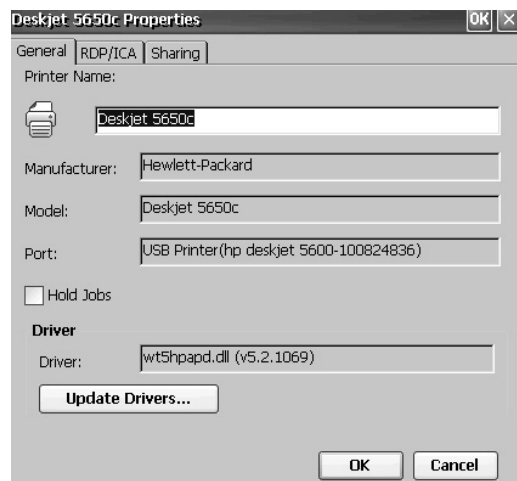 Deskjet 5650c Properties OK ×
General RDP/ICA Sharing
Printer Name:
Deskjet 5650c
Manufacturer: Hewlett-Packard
Model: Deskjet 5650c
Port: USB Printer(hp deskjet 5600-100824836)
Hold Jobs
Driver
Driver: wt5hpapd.dll (v5.2.1069)
Update Drivers...
OK Cancel